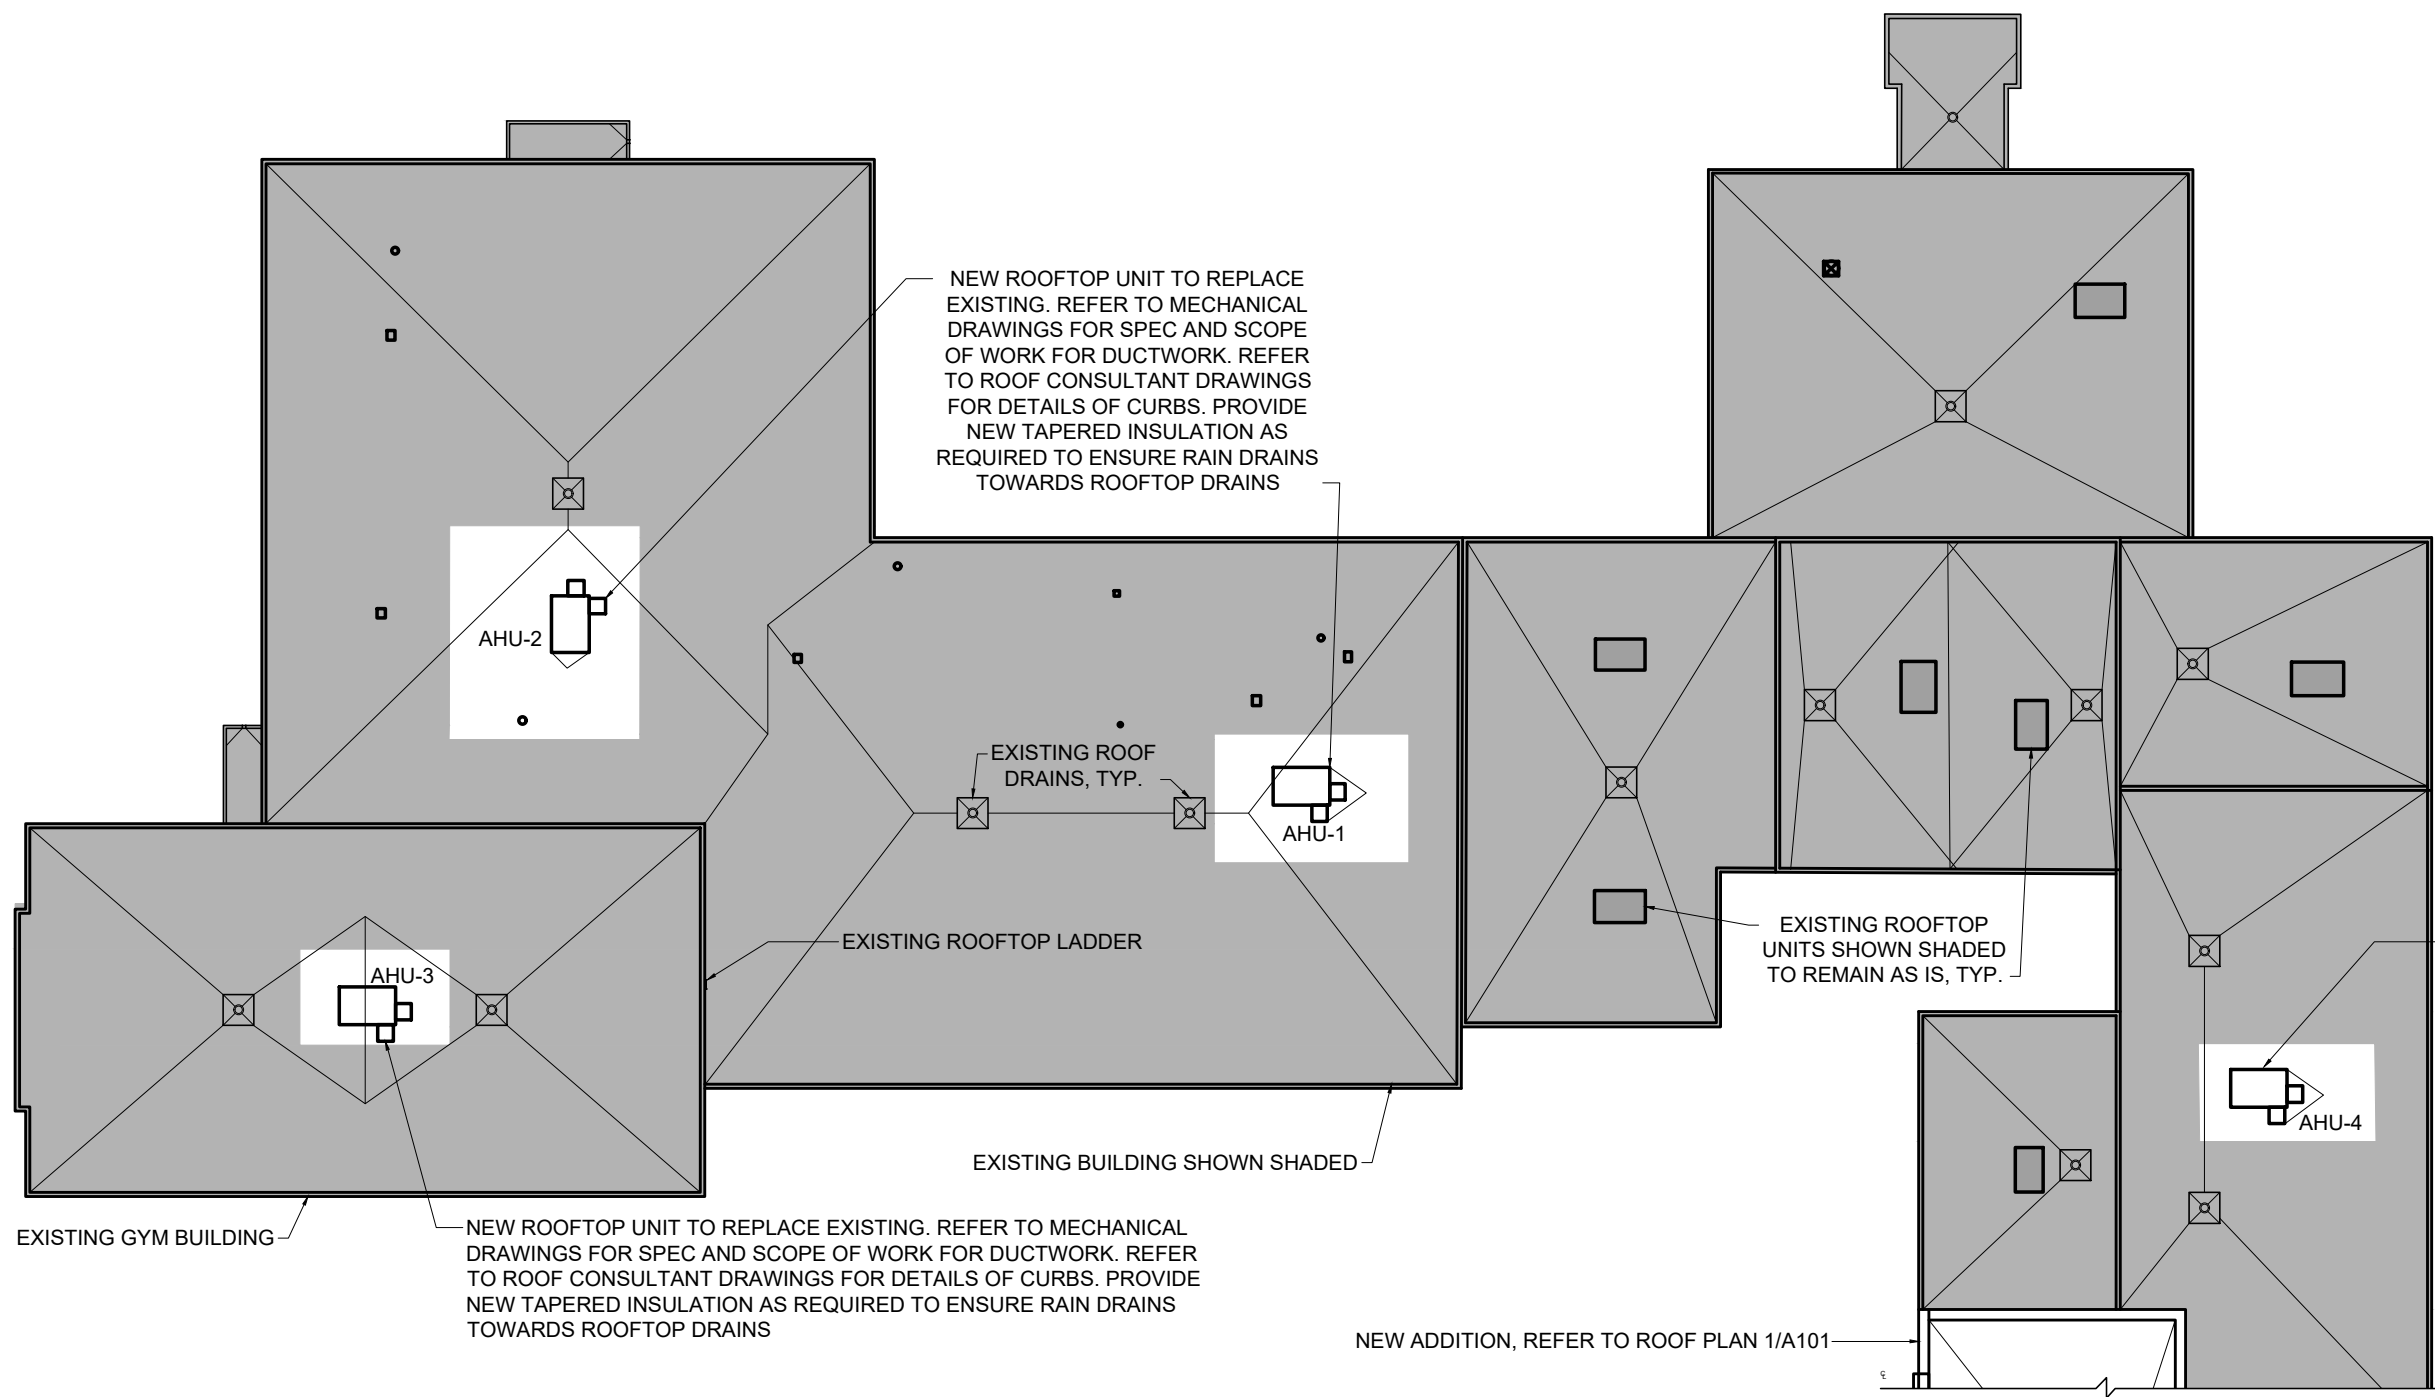 NEW ROOFTOP UNIT TO REPLACE
EXISTING. REFER TO MECHANICAL
DRAWINGS FOR SPEC AND SCOPE
OF WORK FOR DUCTWORK. REFER
TO ROOF CONSULTANT DRAWINGS
FOR DETAILS OF CURBS. PROVIDE
NEW TAPERED INSULATION AS
REQUIRED TO ENSURE RAIN DRAINS
TOWARDS ROOFTOP DRAINS
AHU-2
EXISTING ROOF
DRAINS, TYP.
AHU-1
EXISTING ROOFTOP LADDER
EXISTING ROOFTOP
UNITS SHOWN SHADED
TO REMAIN AS IS, TYP.
AHU-3
AHU-4
EXISTING BUILDING SHOWN SHADED
EXISTING GYM BUILDING
NEW ROOFTOP UNIT TO REPLACE EXISTING. REFER TO MECHANICAL
DRAWINGS FOR SPEC AND SCOPE OF WORK FOR DUCTWORK. REFER
TO ROOF CONSULTANT DRAWINGS FOR DETAILS OF CURBS. PROVIDE
NEW TAPERED INSULATION AS REQUIRED TO ENSURE RAIN DRAINS
TOWARDS ROOFTOP DRAINS
NEW ADDITION, REFER TO ROOF PLAN 1/A101
℄